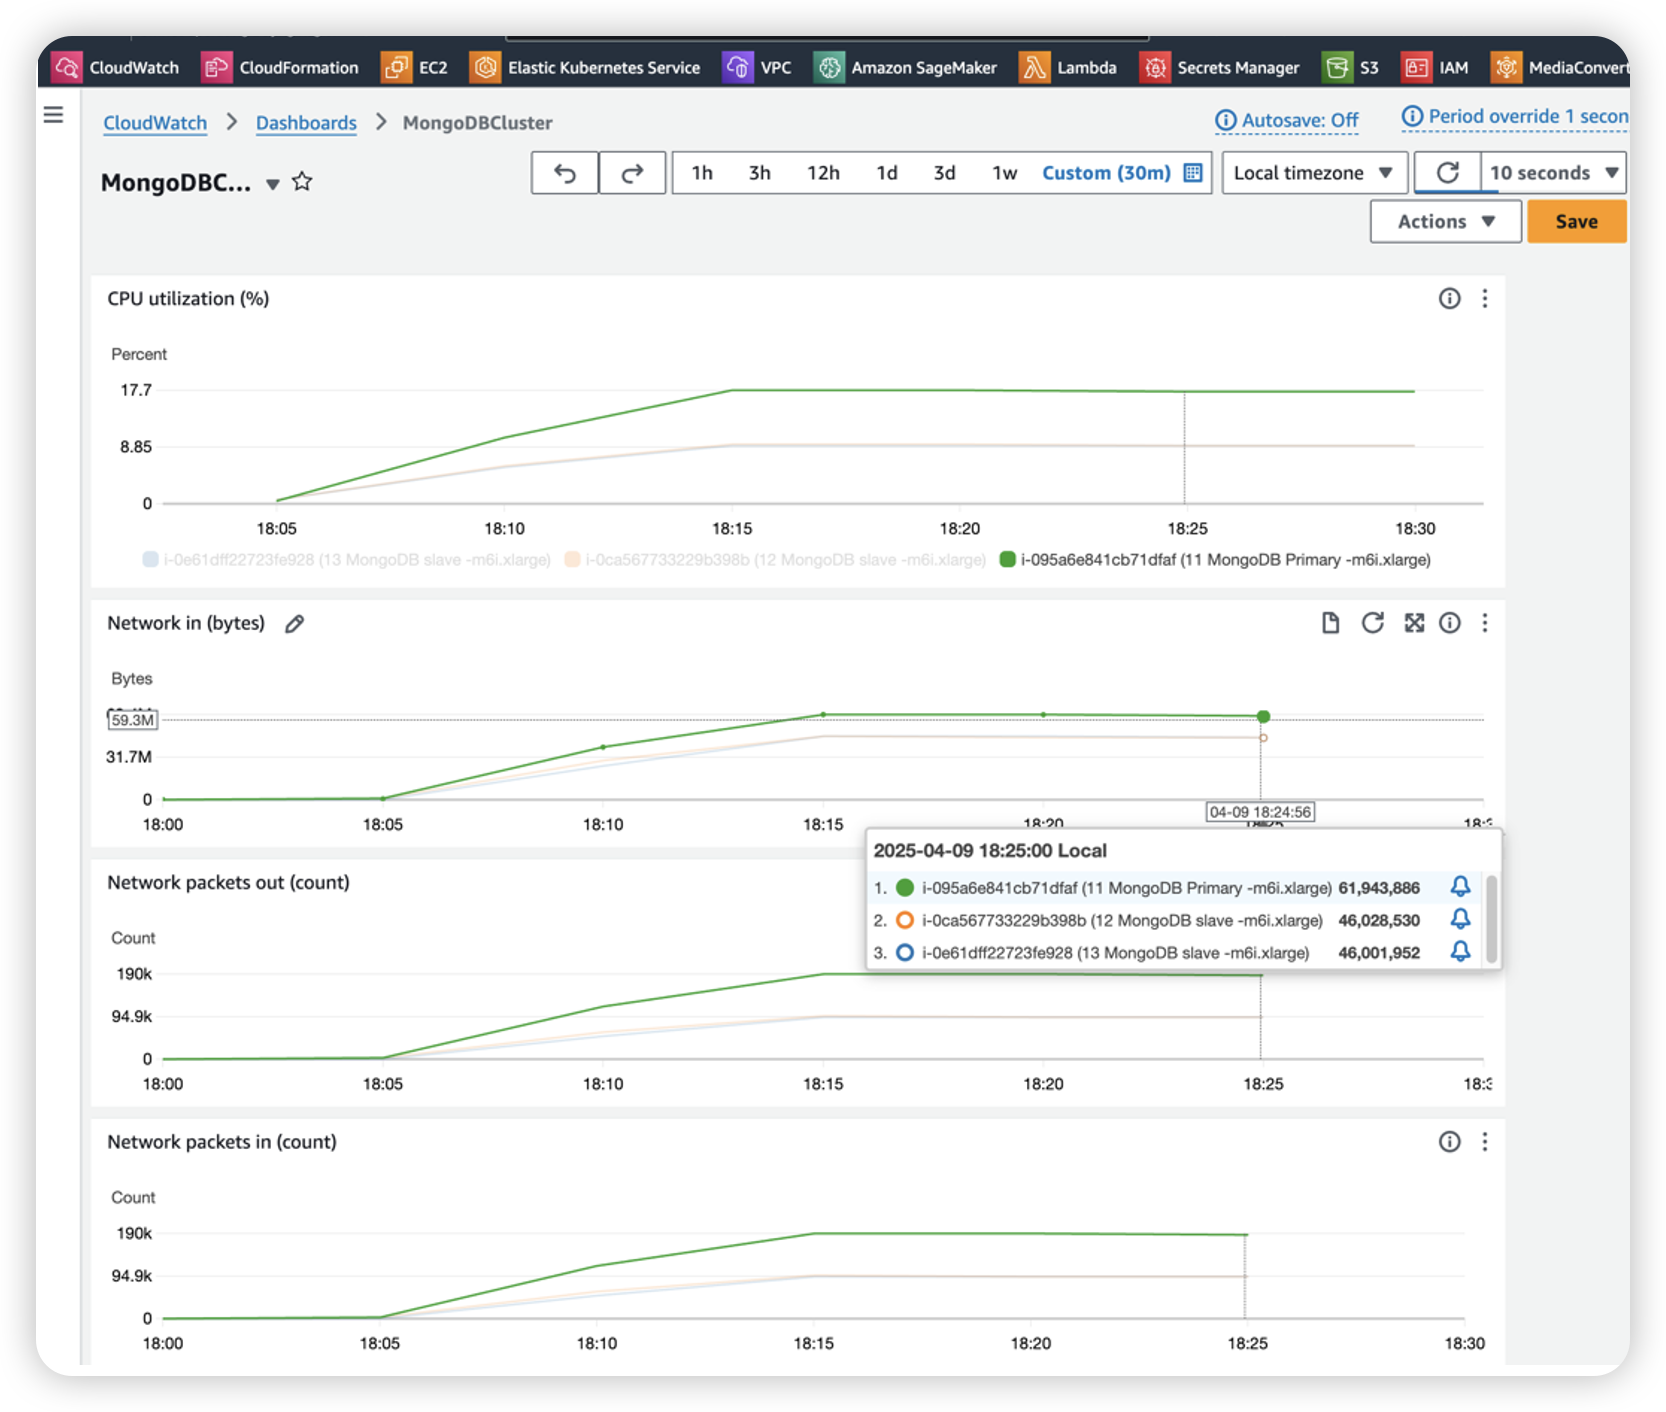 CloudWatch CloudFormation EC2 Elastic Kubernetes Service VPC Amazon SageMaker Lambda Secrets Manager S3 IAM MediaConvert
CloudWatch > Dashboards > MongoDBCluster
Autosave: Off
Period override 1 secon
MongoDBC...
1h 3h 12h 1d 3d 1w Custom (30m)
Local timezone
10 seconds
Actions
Save
CPU utilization (%)
Percent
17.7
8.85
0
18:05 18:10 18:15 18:20 18:25 18:30
i-0e61dff22723fe928 (13 MongoDB slave -m6i.xlarge) i-0ca567733229b398b (12 MongoDB slave -m6i.xlarge) i-095a6e841cb71dfaf (11 MongoDB Primary -m6i.xlarge)
Network in (bytes)
Bytes
59.3M
31.7M
0
04-09 18:24:56
18:00 18:05 18:10 18:15 18:20 18:25
2025-04-09 18:25:00 Local
1. i-095a6e841cb71dfaf (11 MongoDB Primary -m6i.xlarge) 61,943,886
2. i-0ca567733229b398b (12 MongoDB slave -m6i.xlarge) 46,028,530
3. i-0e61dff22723fe928 (13 MongoDB slave -m6i.xlarge) 46,001,952
Network packets out (count)
Count
190k
94.9k
0
18:00 18:05 18:10 18:15 18:20 18:25
Network packets in (count)
Count
190k
94.9k
0
18:00 18:05 18:10 18:15 18:20 18:25 18:30